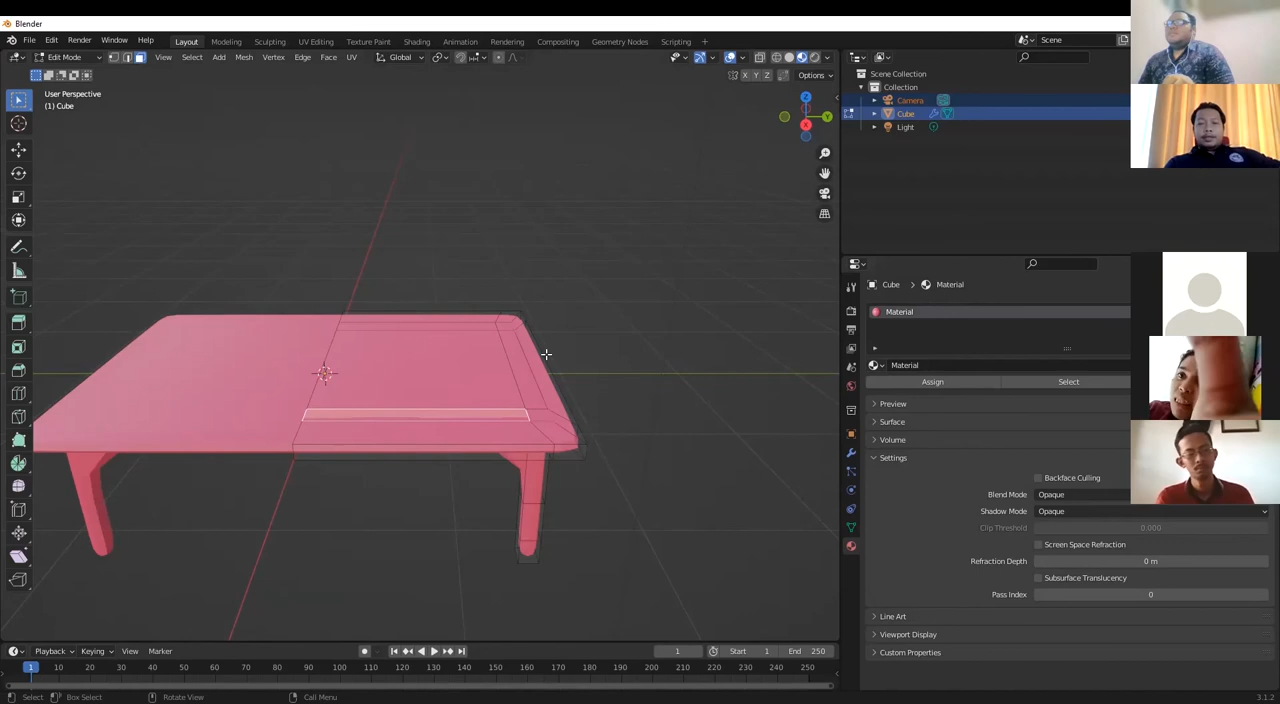 Blender
File Edit Render Window Help
Layout Modeling Sculpting UV Editing Texture Paint Shading Animation Rendering Compositing Geometry Nodes Scripting +
Scene
Edit Mode
View Select Add Mesh Vertex Edge Face UV
Global
X Y Z
Options
User Perspective
(1) Cube
Z
Y
X
Scene Collection
Collection
Camera
Cube
Light
Cube > Material
Material
Material
Assign Select
Preview
Surface
Volume
Settings
Backface Culling
Blend Mode Opaque
Shadow Mode Opaque
Clip Threshold 0.000
Screen Space Refraction
Refraction Depth 0 m
Subsurface Translucency
Pass Index 0
Line Art
Viewport Display
Custom Properties
Playback Keying View Marker
1 Start 1 End 250
1 10 20 30 40 50 60 70 80 90 100 110 120 130 140 150 160 170 180 190 200 210 220 230 240 250
Select Box Select Rotate View Call Menu
3.1.2